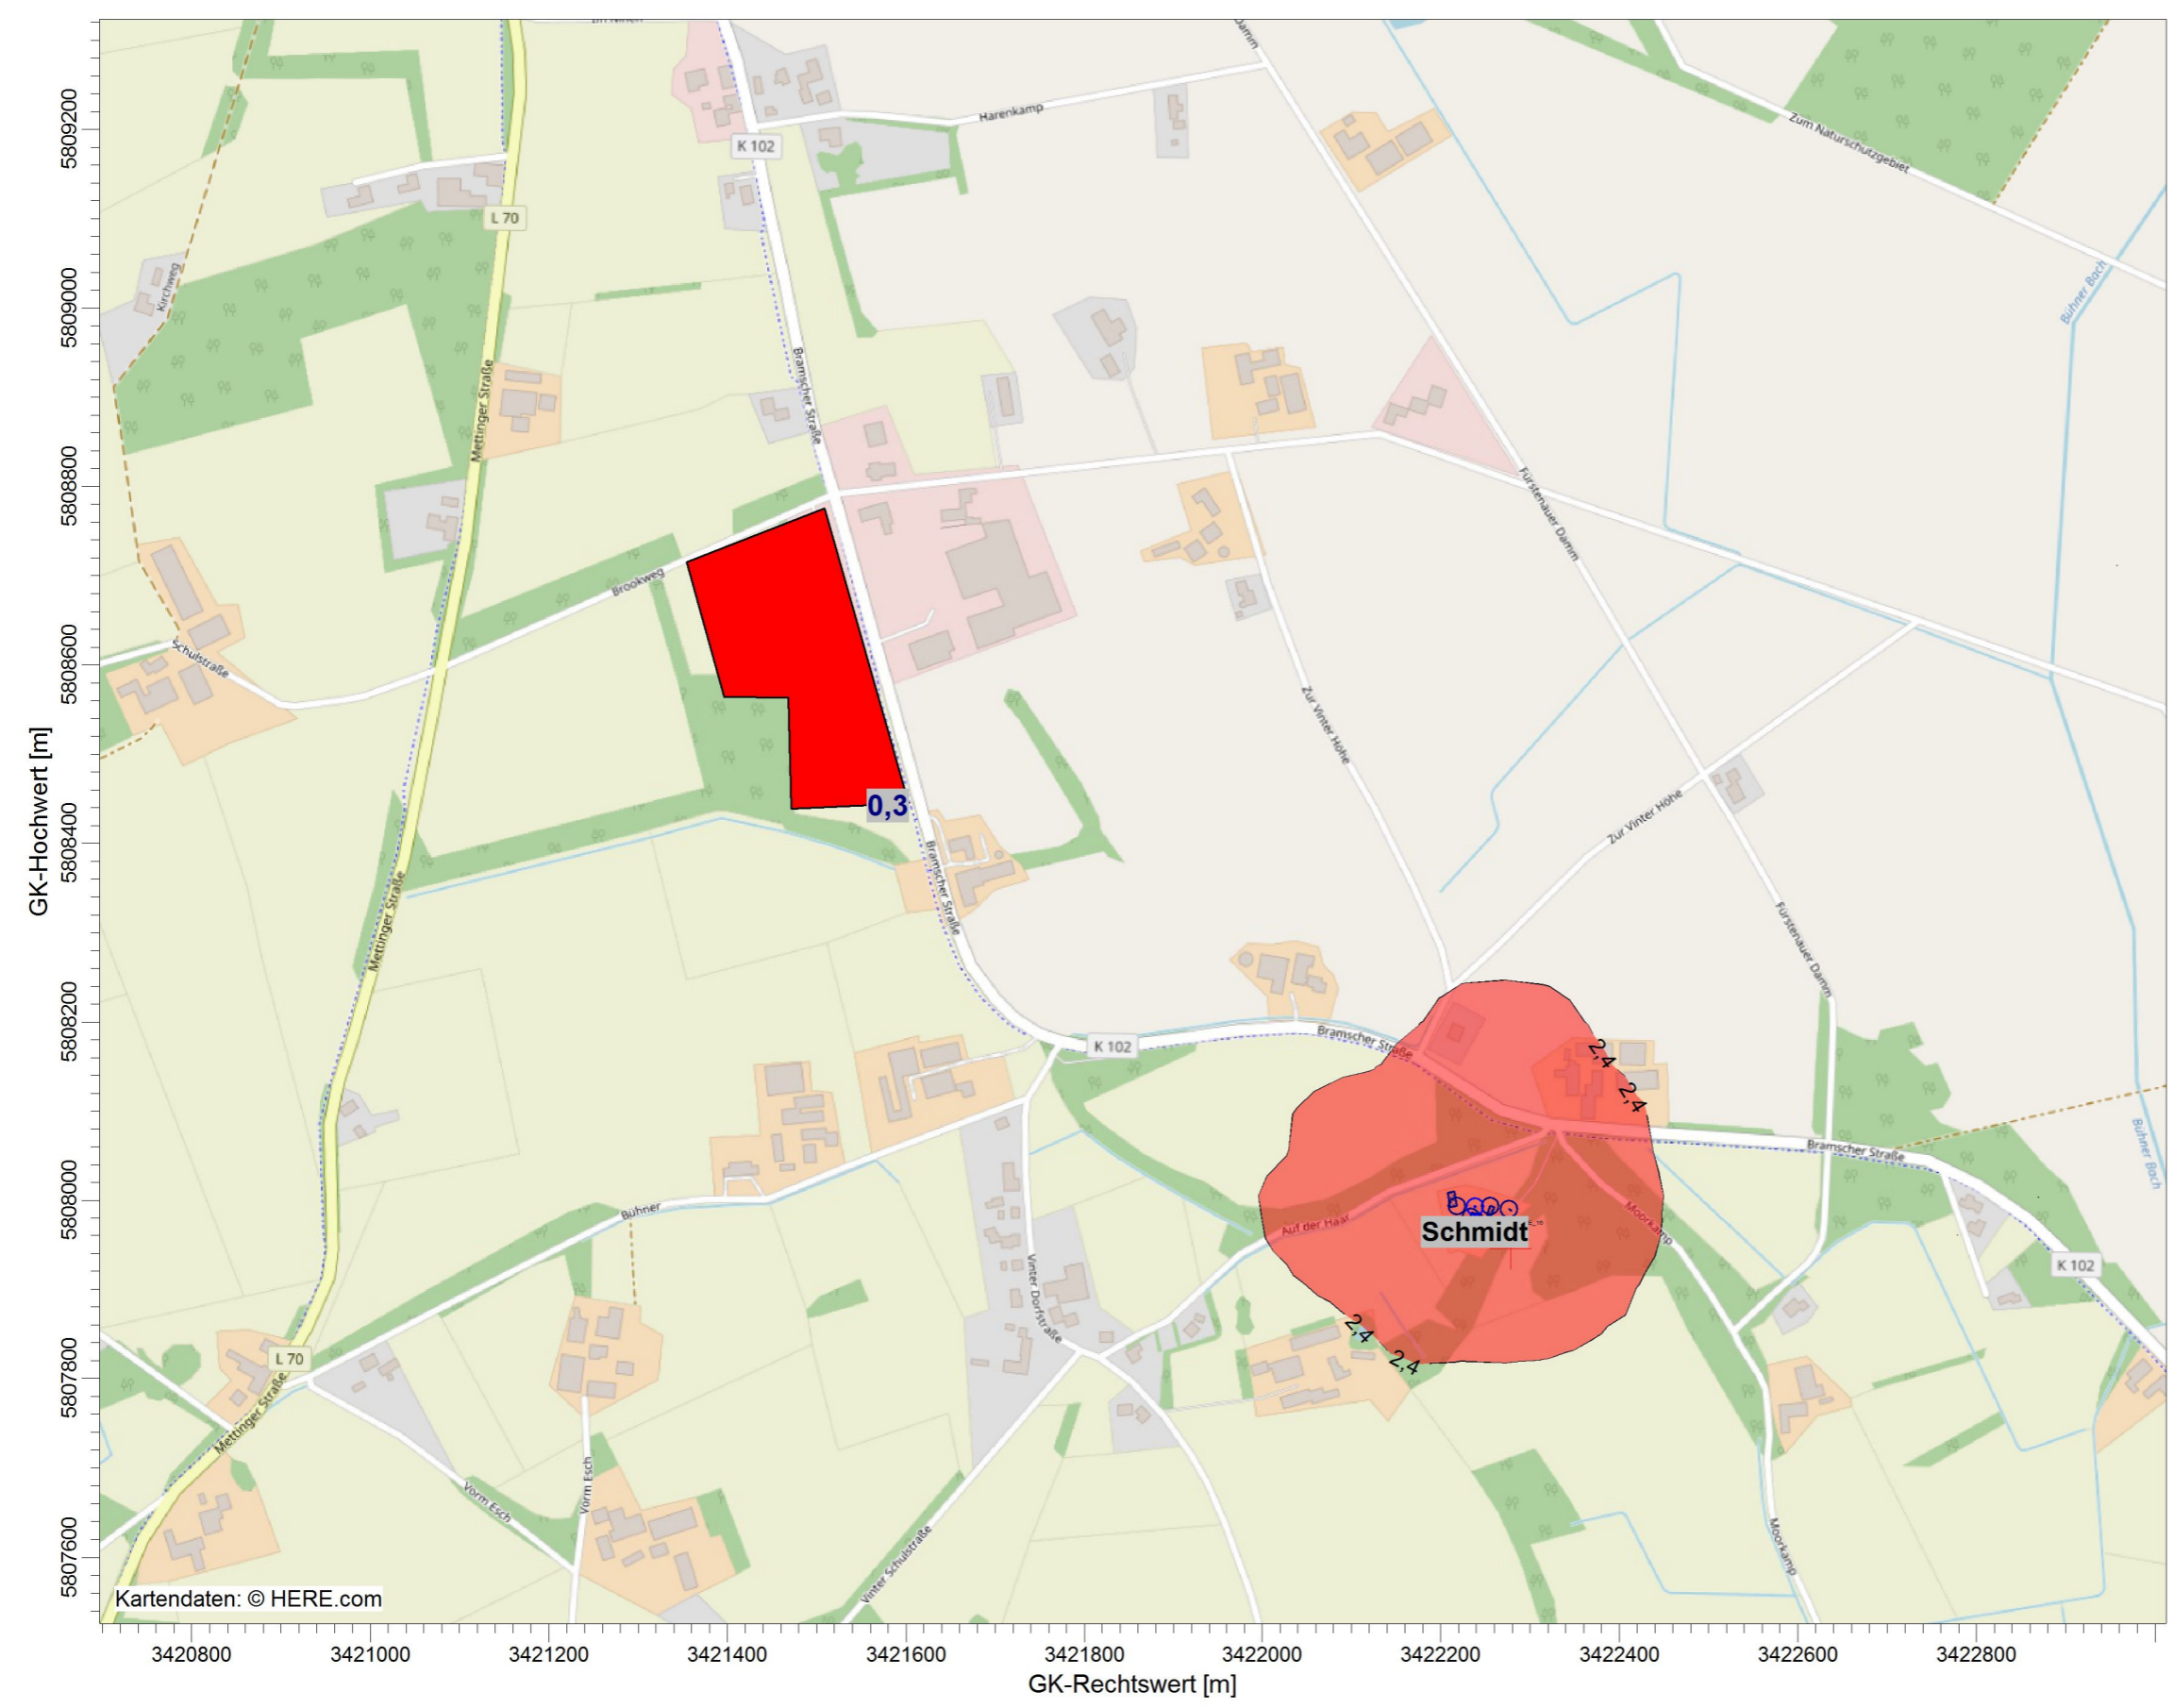 Damm
Harenkamp
K 102
Zum Naturschutzgebiet
L 70
Kirchweg
Bühner Bach
Bramscher Straße
Mettinger Straße
Fürstenauer Damm
Brookweg
Schulstraße
Zur Vinter Höhe
0,3
Zur Vinter Höhe
Bramscher Straße
Mettinger Straße
Fürstenauer Damm
K 102
Bramscher Straße
2,4
2,4
Bramscher Straße
Bühner Bach
Bühner
Auf der Haar
Moorkamp
Schmidt
K 102
Vinter Dorfstraße
2,4
2,4
L 70
Mettinger Straße
Vorm Esch
Vorm Esch
Vinter Schulstraße
Moorkamp
Kartendaten: © HERE.com
5809200
5809000
5808800
5808600
5808400
5808200
5808000
5807800
5807600
GK-Hochwert [m]
3420800 3421000 3421200 3421400 3421600 3421800 3422000 3422200 3422400 3422600 3422800
GK-Rechtswert [m]